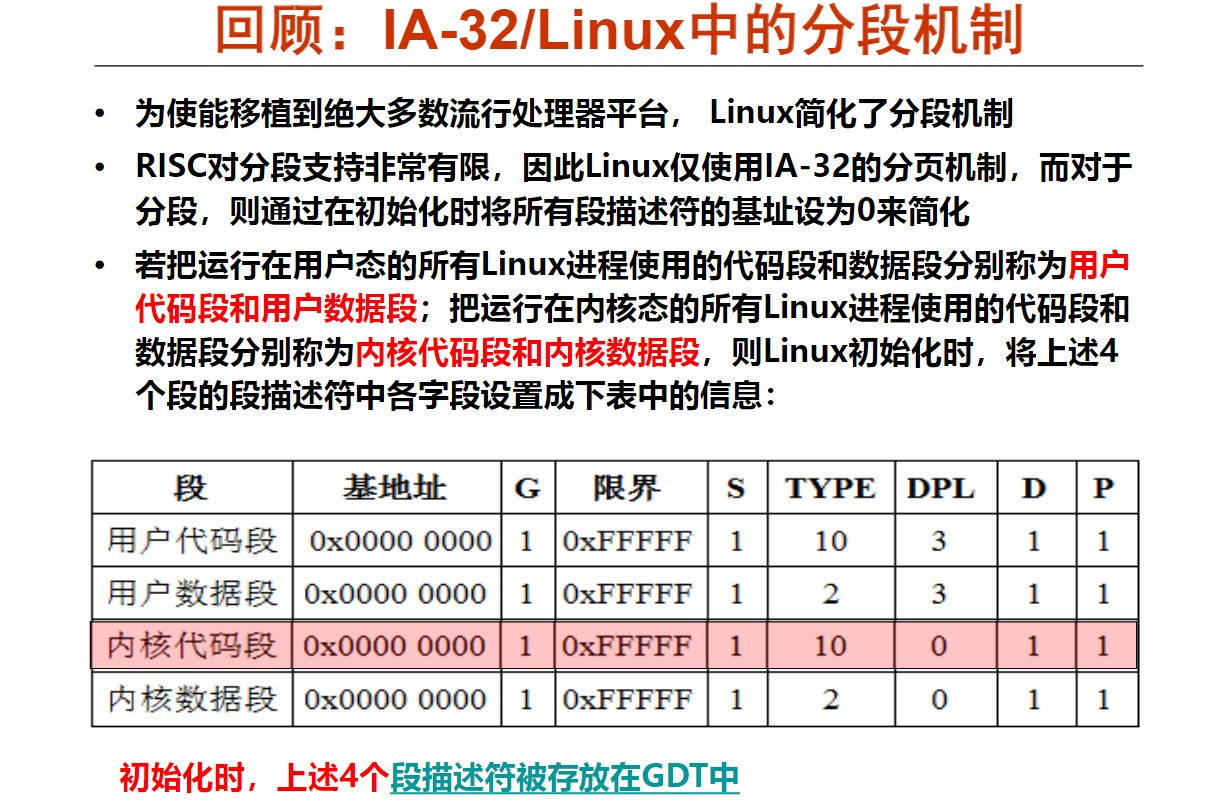 回顾：IA-32/Linux中的分段机制
• 为使能移植到绝大多数流行处理器平台， Linux简化了分段机制
• RISC对分段支持非常有限，因此Linux仅使用IA-32的分页机制，而对于
分段，则通过在初始化时将所有段描述符的基址设为0来简化
• 若把运行在用户态的所有Linux进程使用的代码段和数据段分别称为用户
代码段和用户数据段；把运行在内核态的所有Linux进程使用的代码段和
数据段分别称为内核代码段和内核数据段，则Linux初始化时，将上述4
个段的段描述符中各字段设置成下表中的信息：
段 基地址 G 限界 S TYPE DPL D P
用户代码段 0x0000 0000 1 0xFFFFF 1 10 3 1 1
用户数据段 0x0000 0000 1 0xFFFFF 1 2 3 1 1
内核代码段 0x0000 0000 1 0xFFFFF 1 10 0 1 1
内核数据段 0x0000 0000 1 0xFFFFF 1 2 0 1 1
初始化时，上述4个段描述符被存放在GDT中